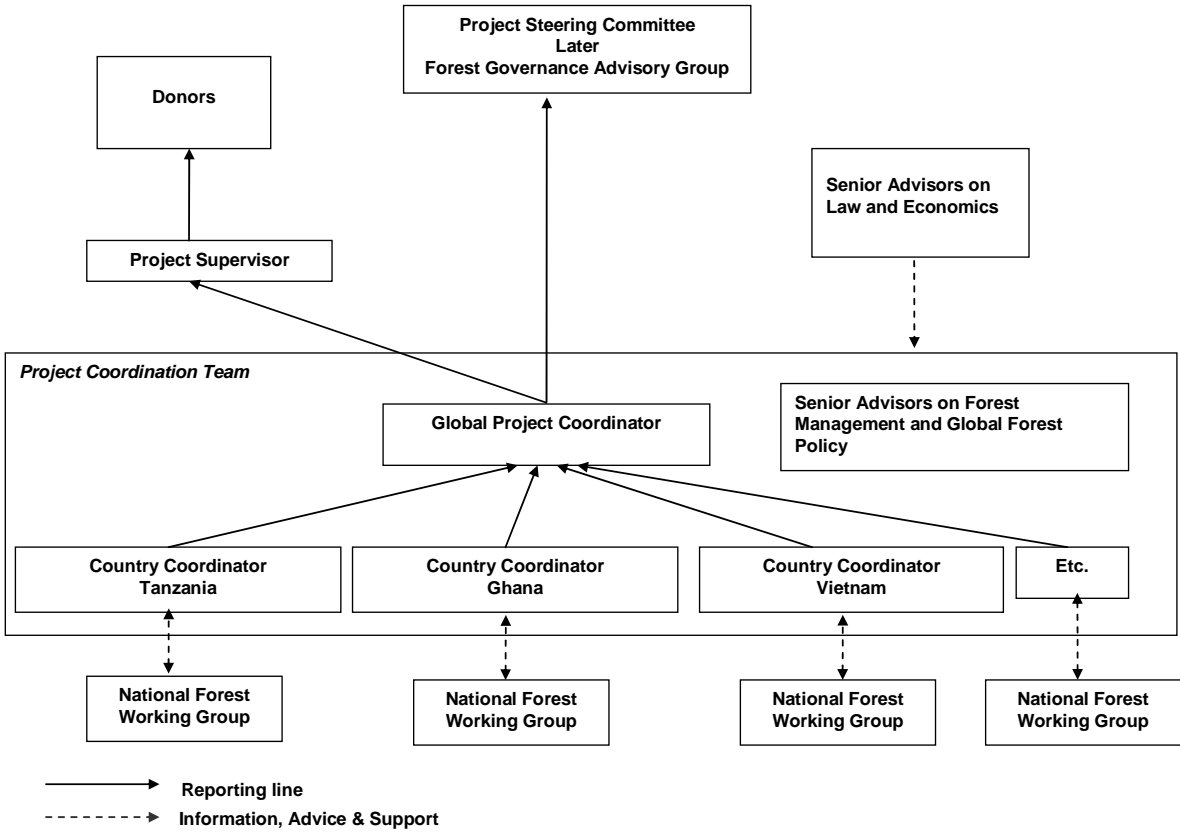 Project Steering Committee
Later
Forest Governance Advisory Group
Donors
Senior Advisors on
Law and Economics
Project Supervisor
Project Coordination Team
Global Project Coordinator
Senior Advisors on Forest
Management and Global Forest
Policy
Country Coordinator
Tanzania
Country Coordinator
Ghana
Country Coordinator
Vietnam
Etc.
National Forest
Working Group
National Forest
Working Group
National Forest
Working Group
National Forest
Working Group
Reporting line
Information, Advice & Support